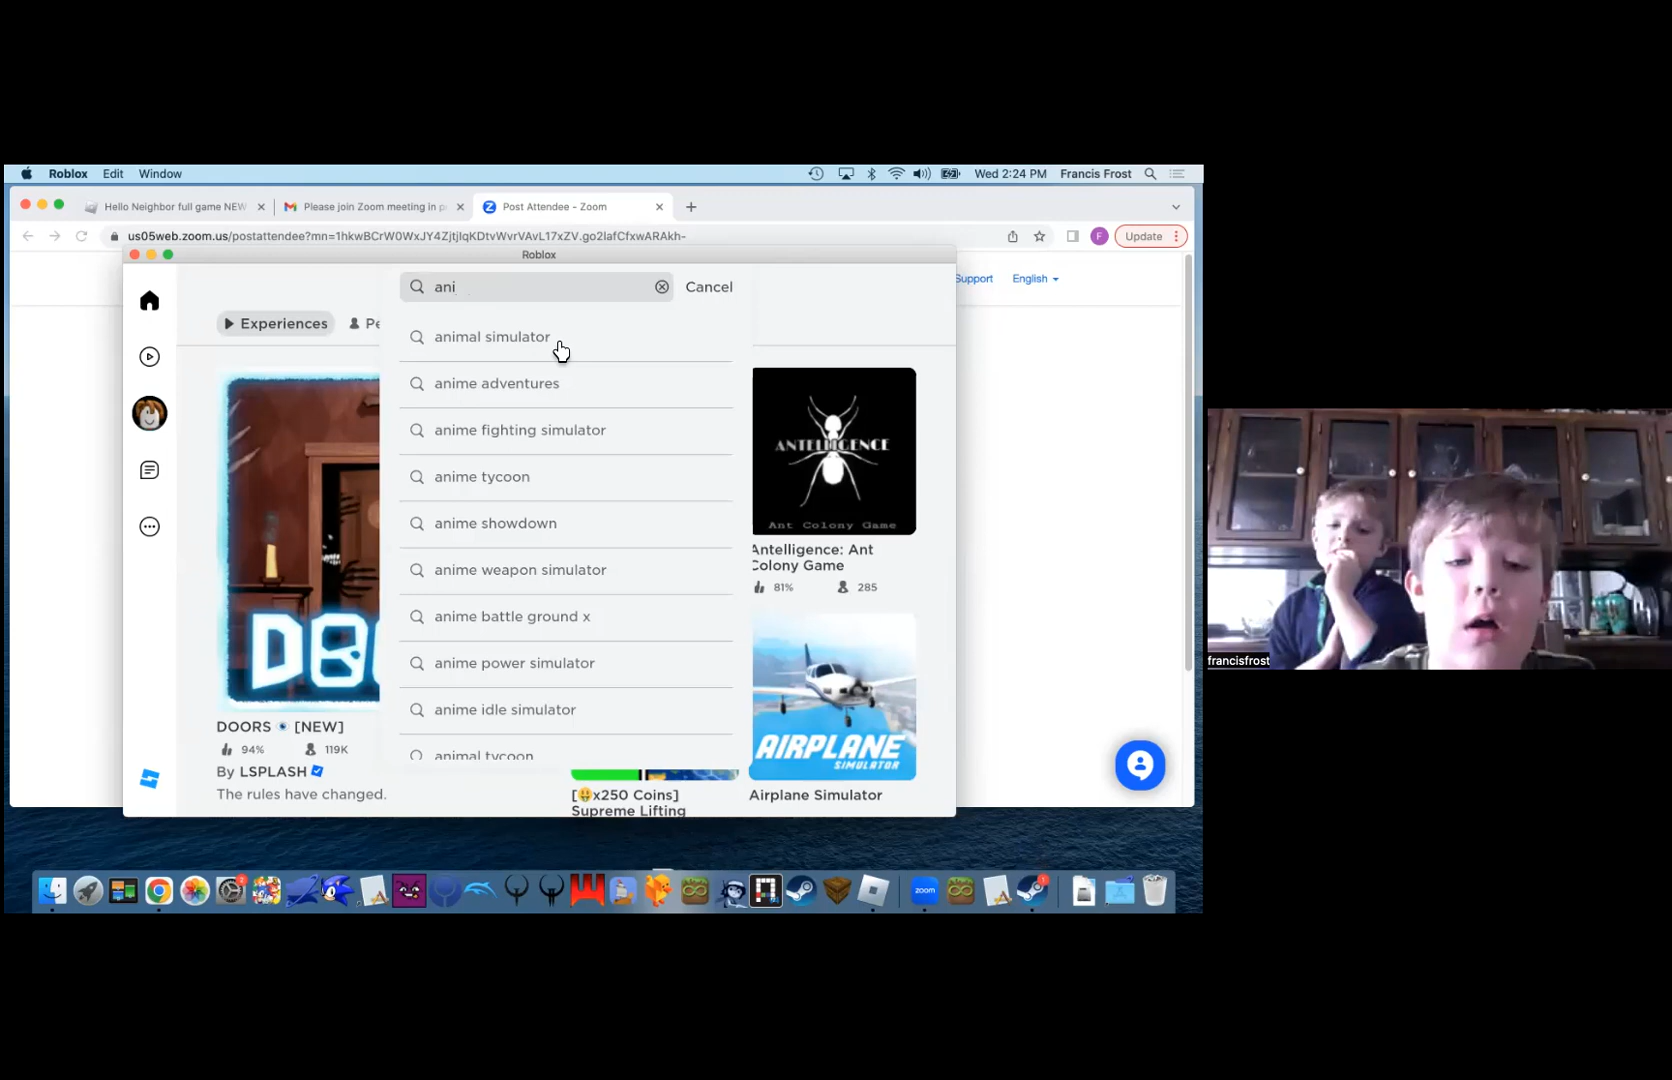 Roblox Edit Window
Wed 2:24 PM Francis Frost
Hello Neighbor full game NEW
Please join Zoom meeting in p
Post Attendee - Zoom
us05web.zoom.us/postattendee?mn=1hkwBCrW0WxJY4ZjtjIqKDtvWvrVAvL17xZV.go2lafCfxwARAkh-
F
Update
Roblox
Support English
ani
Cancel
Experiences
Pe
animal simulator
anime adventures
anime fighting simulator
anime tycoon
anime showdown
anime weapon simulator
anime battle ground x
anime power simulator
anime idle simulator
animal tycoon
DOORS [NEW]
94% 119K
By LSPLASH
The rules have changed.
ANTELLIGENCE
Ant Colony Game
Antelligence: Ant
Colony Game
81% 285
AIRPLANE
SIMULATOR
[🤑x250 Coins]
Supreme Lifting
Airplane Simulator
francisfrost
zoom